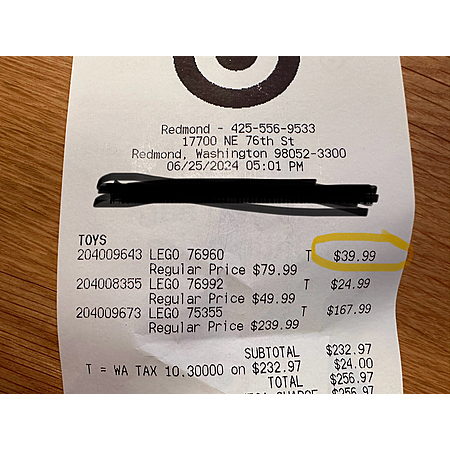 Redmond - 425-556-9533
17700 NE 76th St
Redmond, Washington 98052-3300
06/25/2024 05:01 PM
TOYS
204009643 LEGO 76960 T $39.99
Regular Price $79.99
204008355 LEGO 76992 T $24.99
Regular Price $49.99
204009673 LEGO 75355 T $167.99
Regular Price $239.99
SUBTOTAL $232.97
T = WA TAX 10.30000 on $232.97 $24.00
TOTAL $256.97
CHARGE $256.97